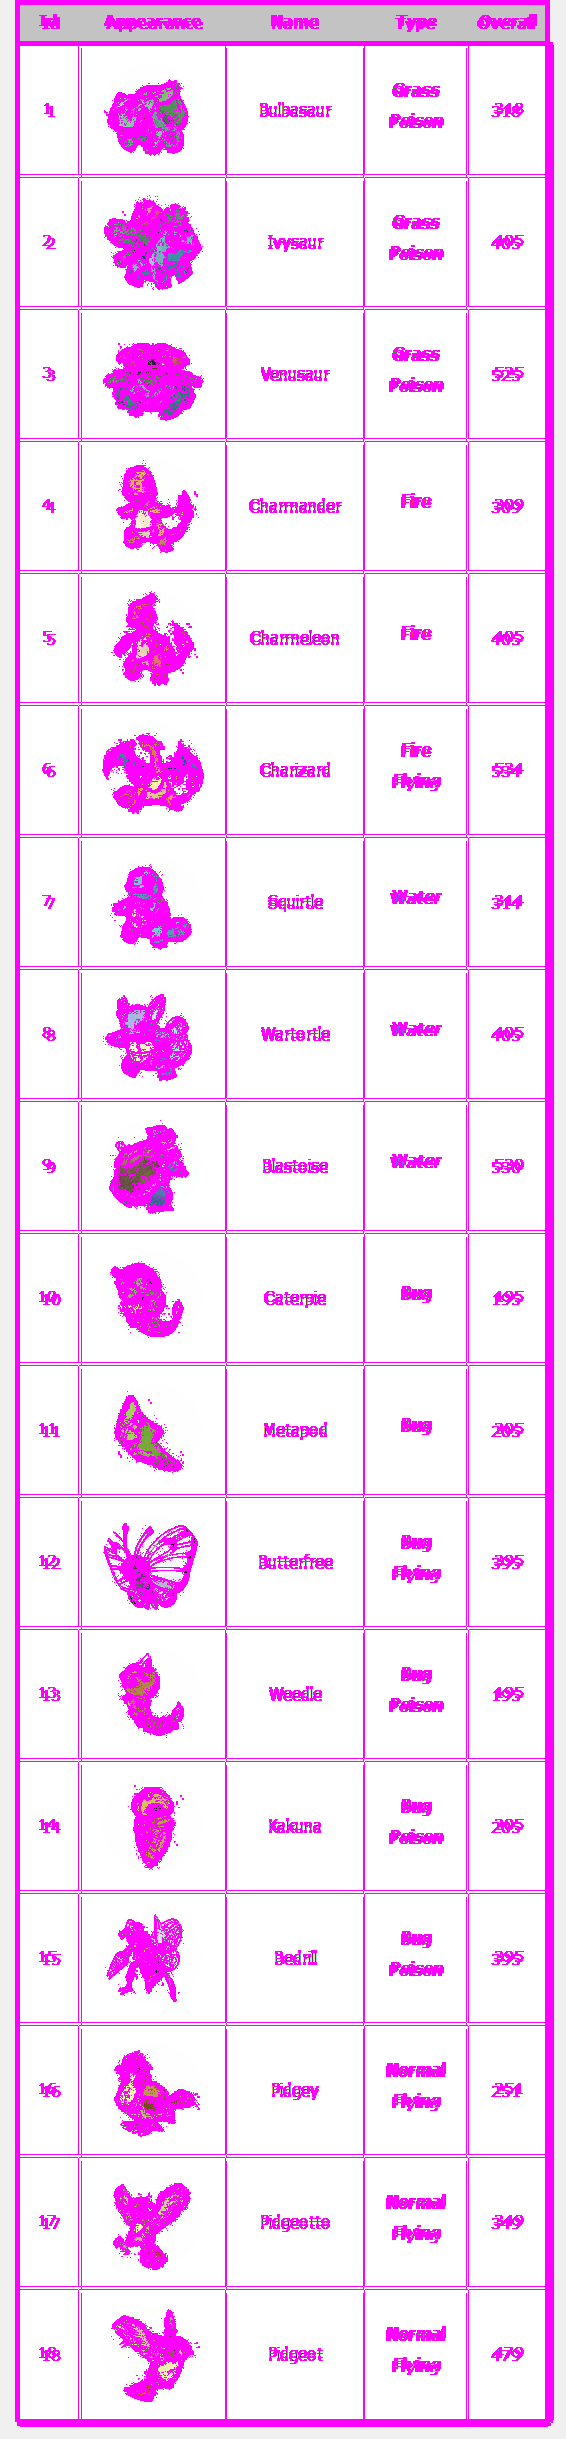 Id Appearance Name Type Overall
1 Bulbasaur Grass Poison 318
2 Ivysaur Grass Poison 405
3 Venusaur Grass Poison 525
4 Charmander Fire 309
5 Charmeleon Fire 405
6 Charizard Fire Flying 534
7 Squirtle Water 314
8 Wartortle Water 405
9 Blastoise Water 530
10 Caterpie Bug 195
11 Metapod Bug 205
12 Butterfree Bug Flying 395
13 Weedle Bug Poison 195
14 Kakuna Bug Poison 205
15 Bug Poison 395
16 Pidgey Normal Flying 251
17 Pidgeotto Normal Flying 349
18 Pidgeot Normal Flying 479